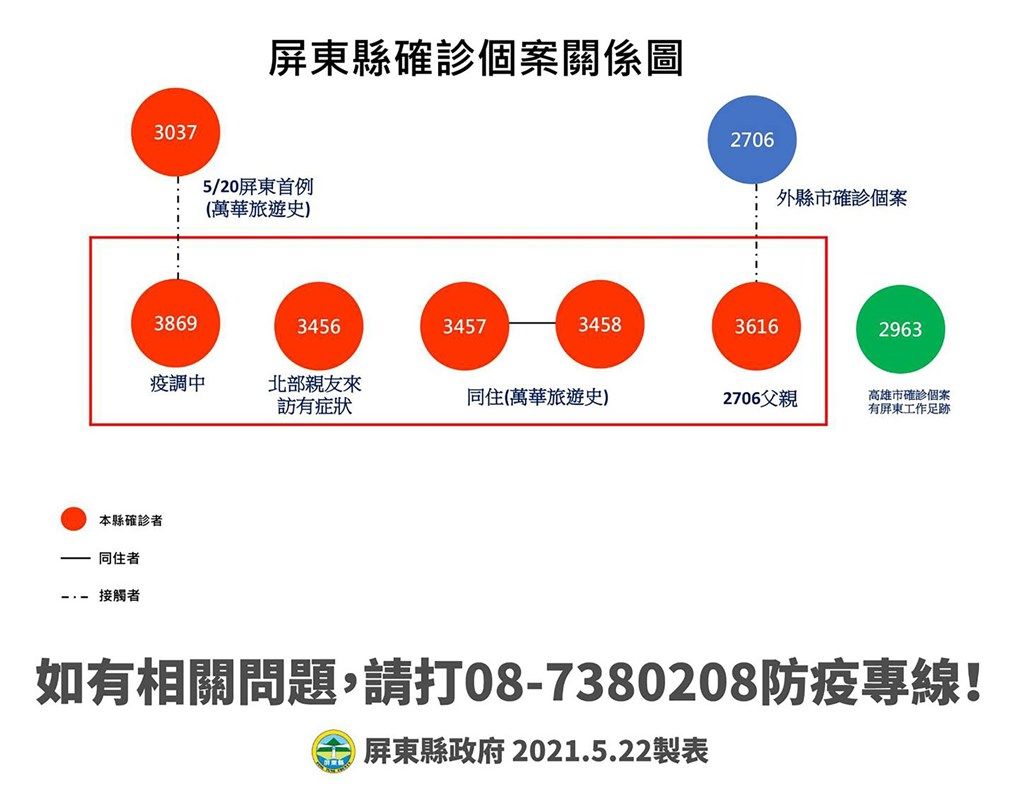 屏東縣確診個案關係圖
3037
2706
5/20屏東首例
(萬華旅遊史)
外縣市確診個案
3869
3456
3457
3458
3616
2963
疫調中
北部親友來
訪有症狀
同住(萬華旅遊史)
2706父親
高雄市確診個案
有屏東工作足跡
本縣確診者
同住者
接觸者
如有相關問題，請打08-7380208防疫專線！
屏東縣政府 2021.5.22製表